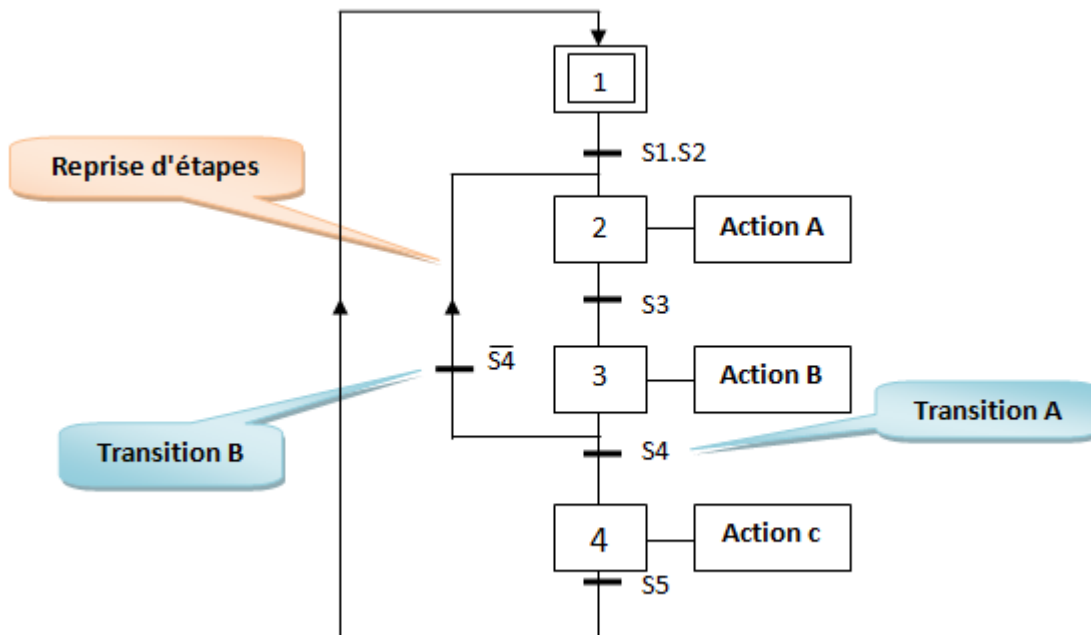 1
S1.S2
Reprise d'étapes
2
Action A
S3
S̅4̅
3
Action B
Transition A
Transition B
S4
4
Action c
S5